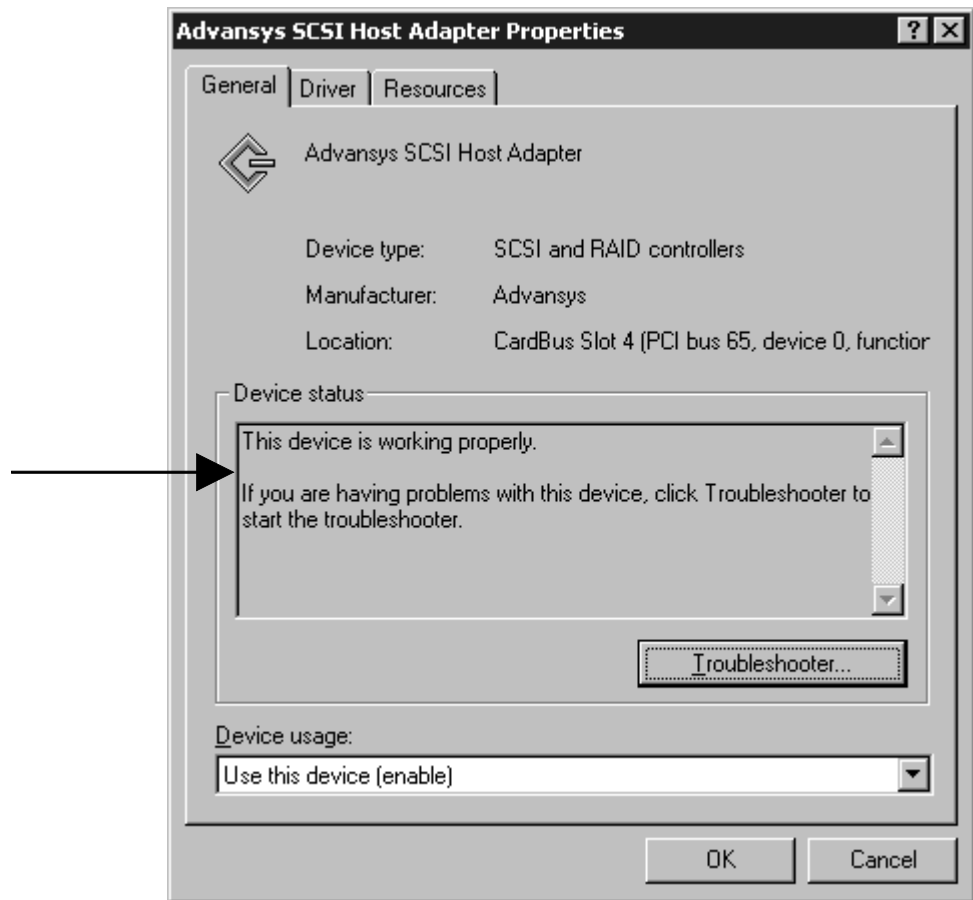 Advansys SCSI Host Adapter Properties
General
Driver
Resources
Advansys SCSI Host Adapter
Device type: SCSI and RAID controllers
Manufacturer: Advansys
Location: CardBus Slot 4 (PCI bus 65, device 0, function
Device status
This device is working properly.
If you are having problems with this device, click Troubleshooter to
start the troubleshooter.
Troubleshooter...
Device usage:
Use this device (enable)
OK
Cancel